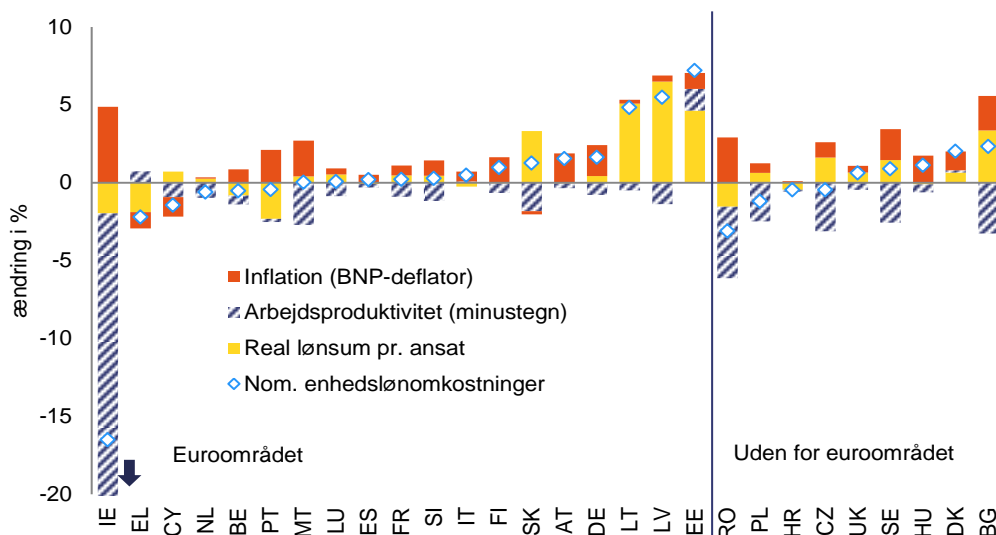 10
5
0
-5
-10
-15
-20
ændring i %
Inflation (BNP-deflator)
Arbejdsproduktivitet (minustegn)
Real lønsum pr. ansat
Nom. enhedslønomkostninger
Euroområdet
Uden for euroområdet
IE EL CY NL BE PT MT LU ES FR SI IT FI SK AT DE LT LV EE RO PL HR CZ UK SE HU DK BG